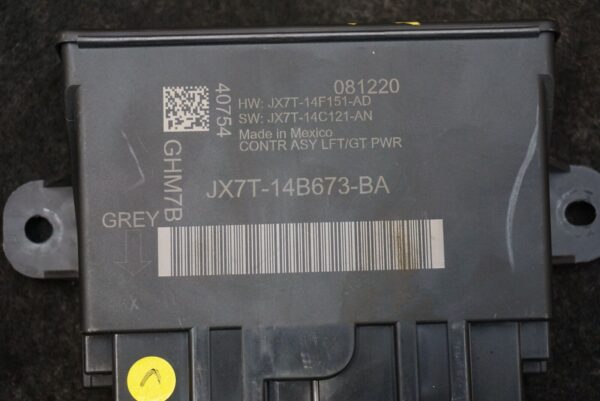 081220
HW: JX7T-14F151-AD
SW: JX7T-14C121-AN
Made in Mexico
CONTR ASY LFT/GT PWR
40754
GHM7B
JX7T-14B673-BA
GREY
X